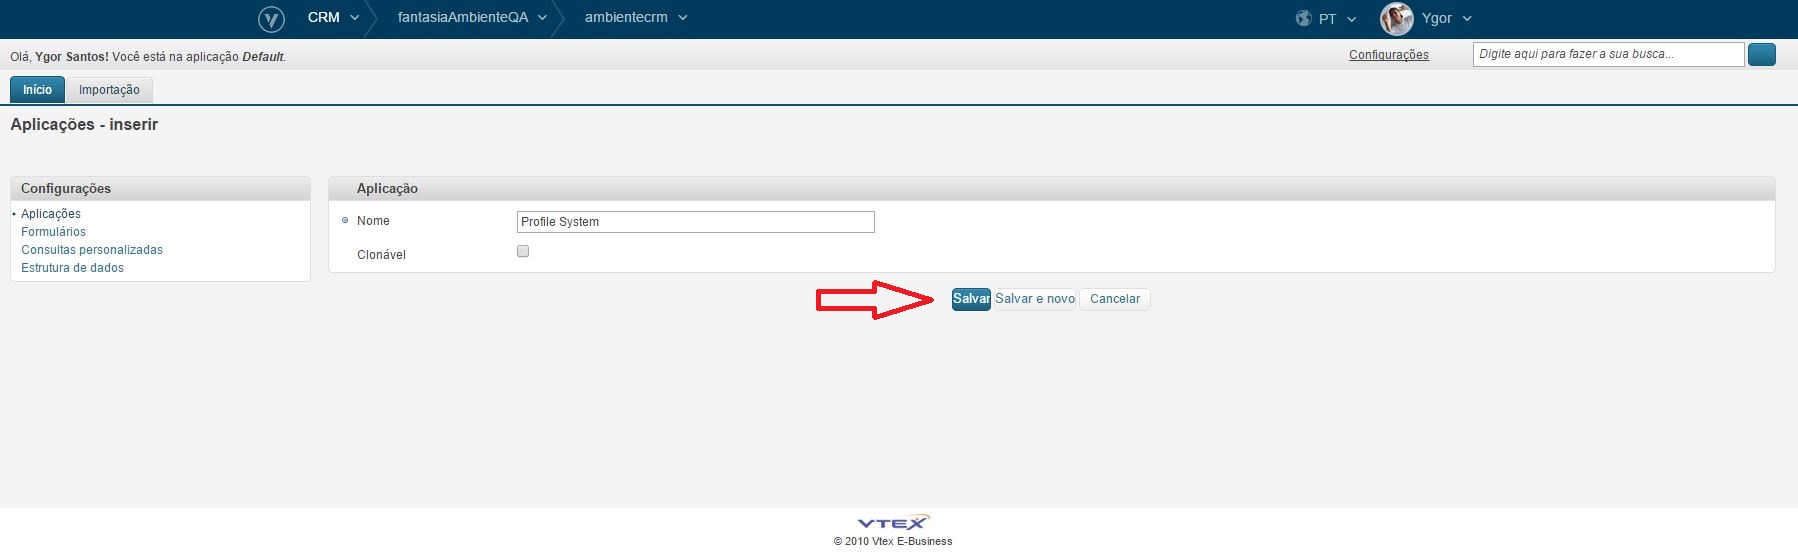 CRM fantasiaAmbienteQA ambientecrm PT Ygor
Olá, Ygor Santos! Você está na aplicação Default. Configurações Digite aqui para fazer a sua busca...
Início Importação
Aplicações - inserir
Configurações
Aplicações
Formulários
Consultas personalizadas
Estrutura de dados
Aplicação
Nome Profile System
Clonável
Salvar Salvar e novo Cancelar
VTEX
© 2010 Vtex E-Business